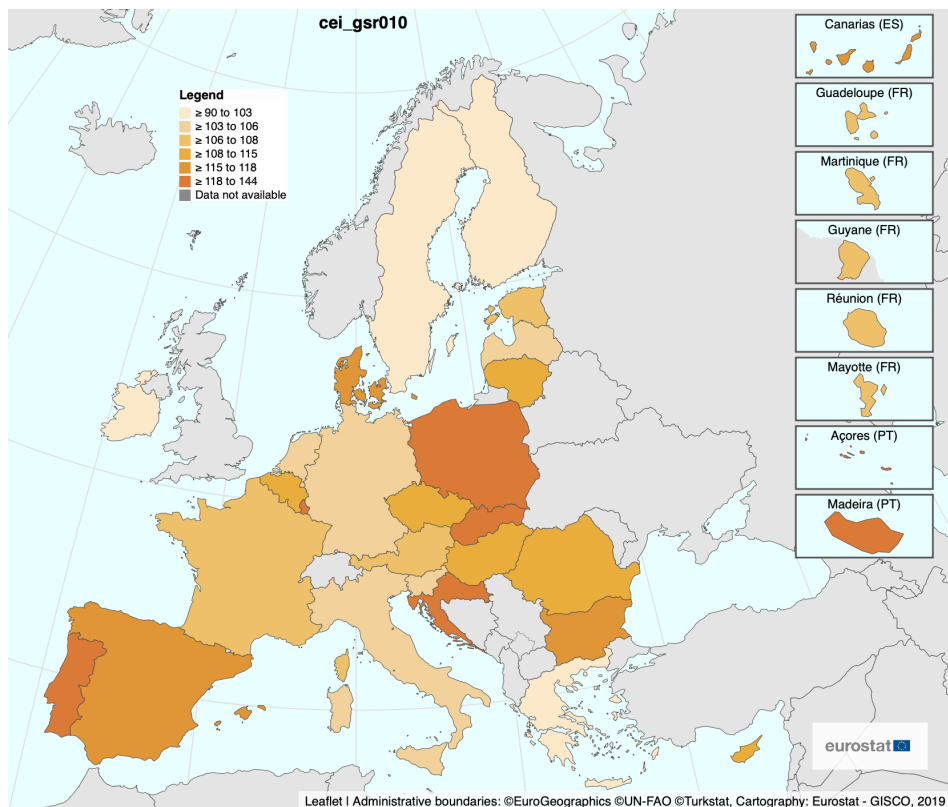 cei_gsr010
Legend
≥ 90 to 103
≥ 103 to 106
≥ 106 to 108
≥ 108 to 115
≥ 115 to 118
≥ 118 to 144
Data not available
Canarias (ES)
Guadeloupe (FR)
Martinique (FR)
Guyane (FR)
Réunion (FR)
Mayotte (FR)
Açores (PT)
Madeira (PT)
eurostat
Leaflet | Administrative boundaries: ©EuroGeographics ©UN-FAO ©Turkstat, Cartography: Eurostat - GISCO, 2019